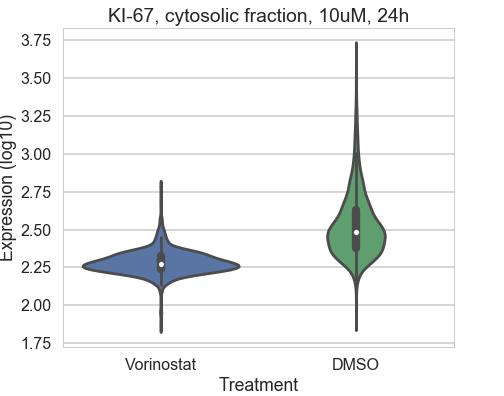 KI-67, cytosolic fraction, 10uM, 24h
Expression (log10)
3.75
3.50
3.25
3.00
2.75
2.50
2.25
2.00
1.75
Vorinostat DMSO
Treatment